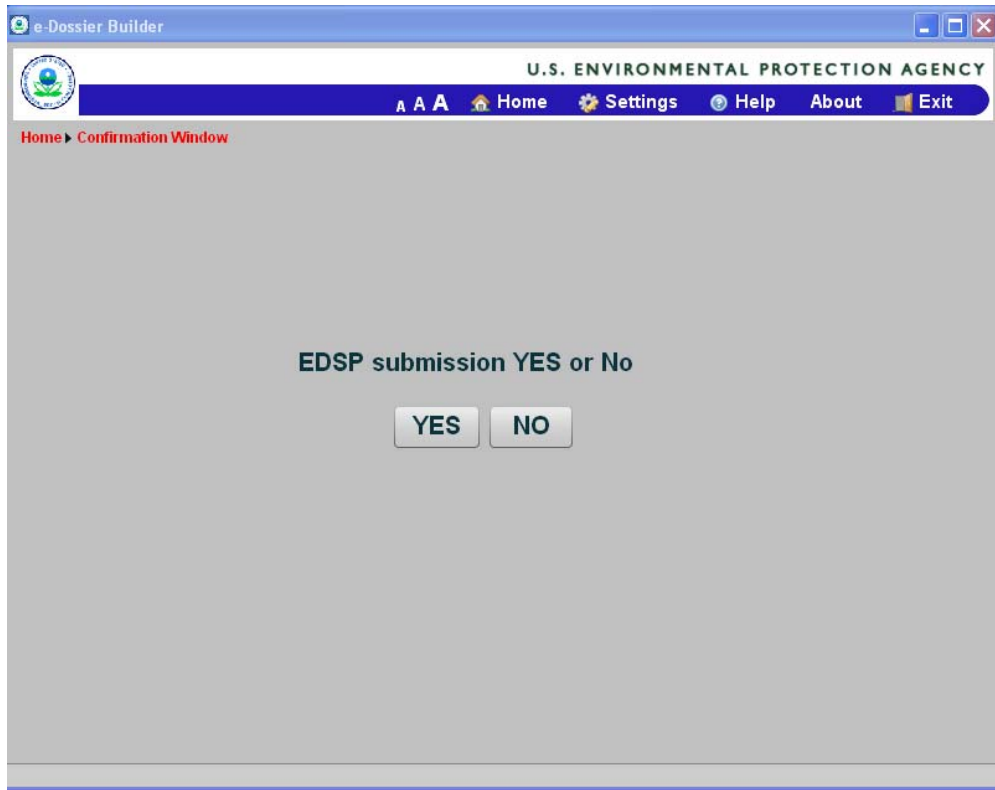 e-Dossier Builder
U.S. ENVIRONMENTAL PROTECTION AGENCY
A A A Home Settings Help About Exit
Home Confirmation Window
EDSP submission YES or No
YES NO